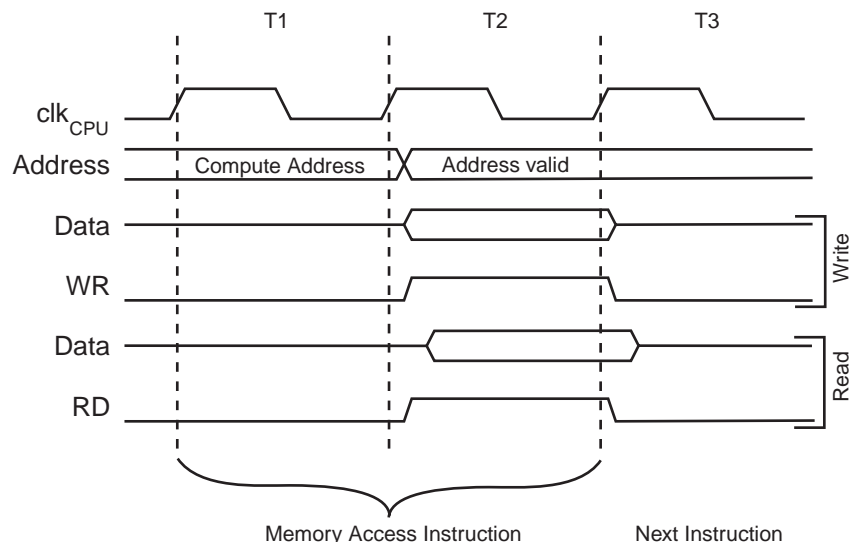 T1 T2 T3
clkCPU
Address Compute Address Address valid
Data
WR
Write
Data
RD
Read
Memory Access Instruction Next Instruction